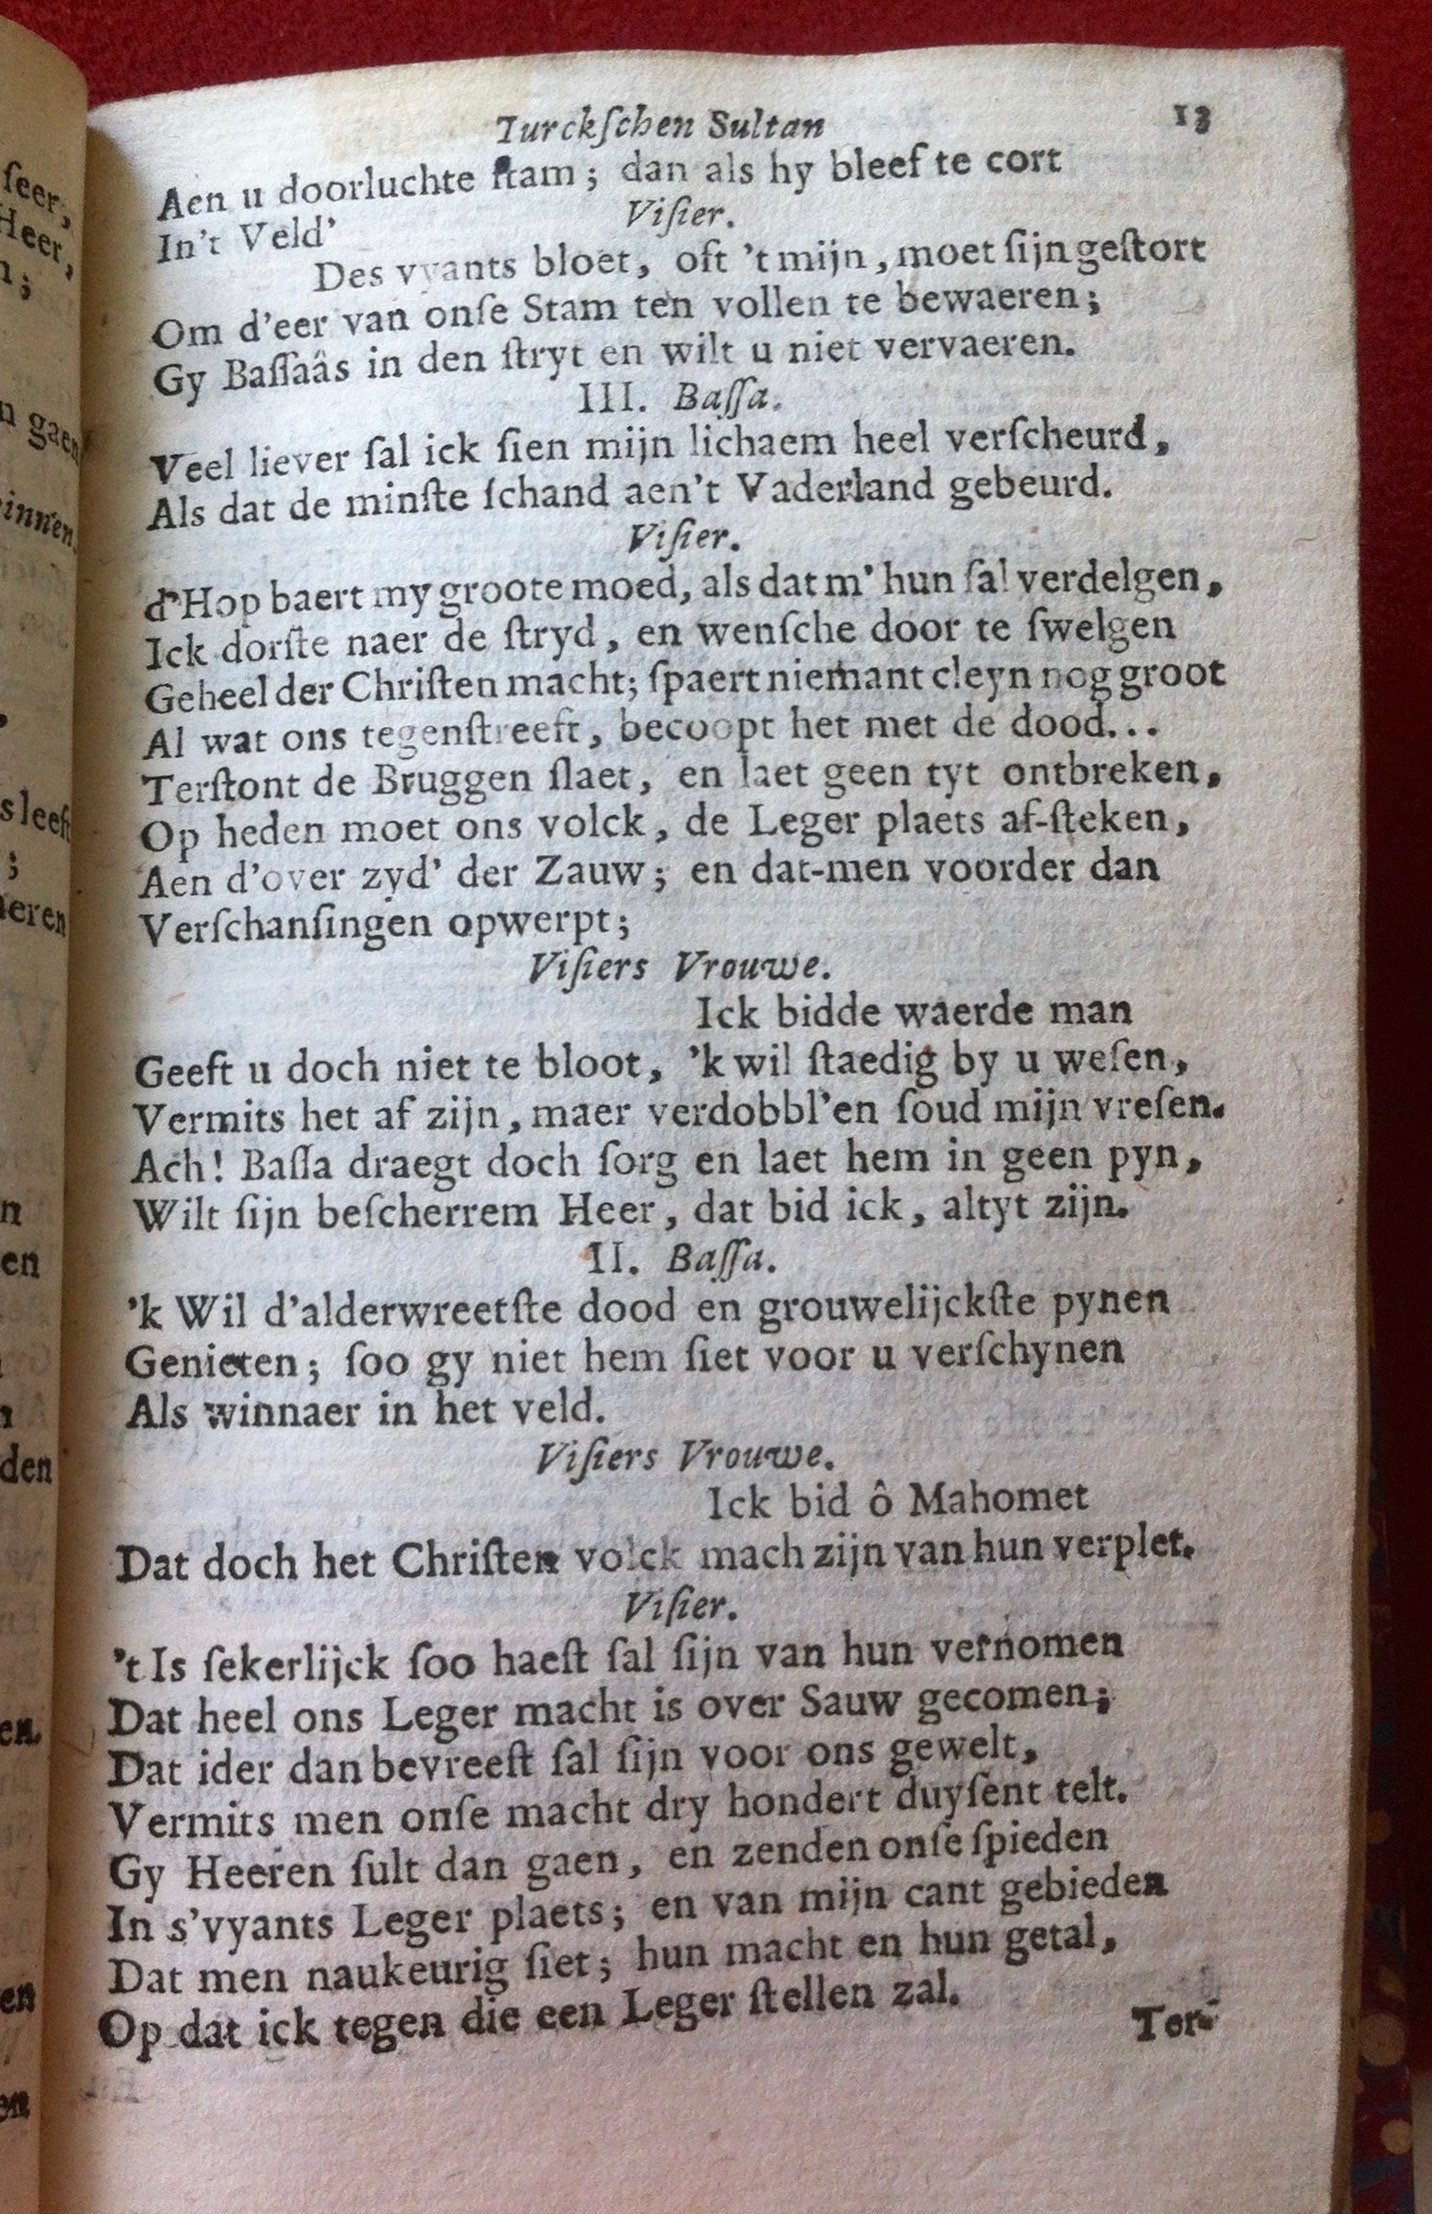 Turckſchen Sultan 13
Aen u doorluchte ſtam; dan als hy bleef te cort
In't Veld'
Viſier.
Des vyants bloet, oft 't mijn, moet ſijn geſtort
Om d'eer van onſe Stam ten vollen te bewaeren;
Gy Baſſaâs in den ſtryt en wilt u niet vervaeren.
III. Baſſa.
Veel liever ſal ick ſien mijn lichaem heel verſcheurd,
Als dat de minſte ſchand aen't Vaderland gebeurd.
Viſier.
d'Hop baert my groote moed, als dat m' hun ſal verdelgen,
Ick dorſte naer de ſtryd, en wenſche door te ſwelgen
Geheel der Chriſten macht; ſpaert niemant cleyn nog groot
Al wat ons tegenſtreeft, becoopt het met de dood...
Terſtont de Bruggen ſlaet, en laet geen tyt ontbreken,
Op heden moet ons volck, de Leger plaets af-ſteken,
Aen d'over zyd' der Zauw; en dat-men voorder dan
Verſchanſingen opwerpt;
Viſiers Vrouwe.
Ick bidde waerde man
Geeft u doch niet te bloot, 'k wil ſtaedig by u weſen,
Vermits het af zijn, maer verdobbl'en ſoud mijn vreſen.
Ach! Baſſa draegt doch ſorg en laet hem in geen pyn,
Wilt ſijn beſcherrem Heer, dat bid ick, altyt zijn.
II. Baſſa.
'k Wil d'alderwreetſte dood en grouwelijckſte pynen
Genieten; ſoo gy niet hem ſiet voor u verſchynen
Als winnaer in het veld.
Viſiers Vrouwe.
Ick bid ô Mahomet
Dat doch het Chriſten volck mach zijn van hun verplet.
Viſier.
't Is ſekerlijck ſoo haeſt ſal ſijn van hun vernomen
Dat heel ons Leger macht is over Sauw gecomen;
Dat ider dan bevreeſt ſal ſijn voor ons gewelt,
Vermits men onſe macht dry hondert duyſent telt.
Gy Heeren ſult dan gaen, en zenden onſe ſpieden
In s'vyants Leger plaets; en van mijn cant gebieden
Dat men naukeurig ſiet; hun macht en hun getal,
Op dat ick tegen die een Leger ſtellen zal.
Ter-